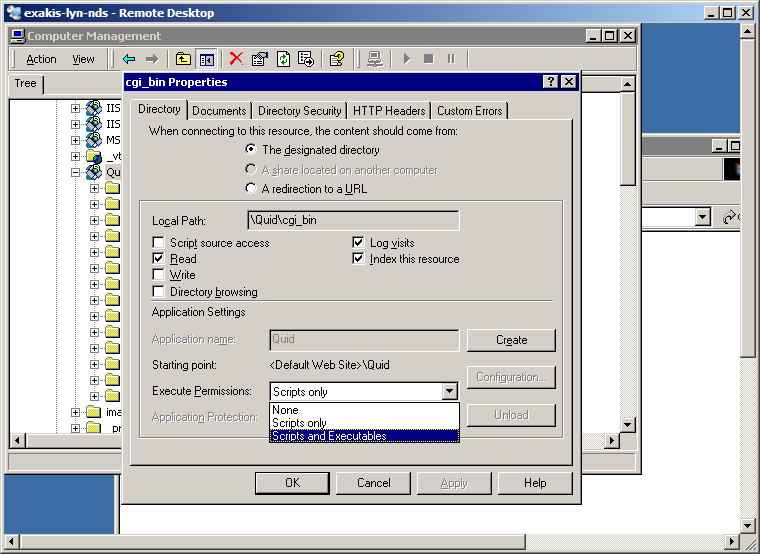 exakis-lyn-nds - Remote Desktop
Computer Management
Action View
Tree
IIS
IIS
MS
_vt
Qu
ima
_pr
cgi_bin Properties
Directory Documents Directory Security HTTP Headers Custom Errors
When connecting to this resource, the content should come from:
The designated directory
A share located on another computer
A redirection to a URL
Local Path: \Quid\cgi_bin
Script source access Log visits
Read Index this resource
Write
Directory browsing
Application Settings
Application name: Quid Create
Starting point: <Default Web Site>\Quid
Configuration...
Execute Permissions: Scripts only
None
Application Protection: Scripts only Unload
Scripts and Executables
OK Cancel Apply Help